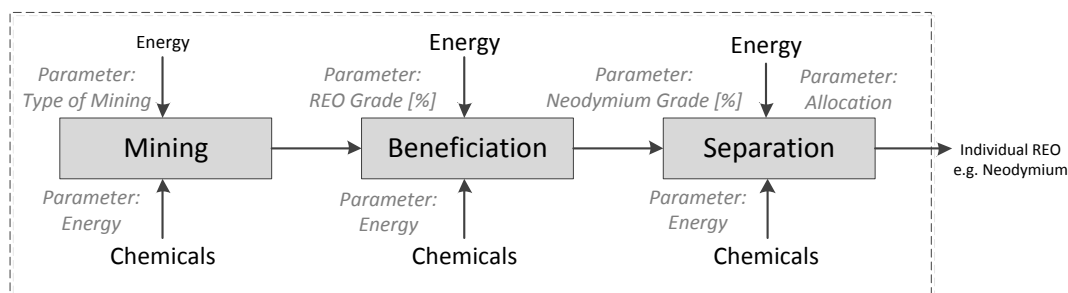 Energy
Energy
Energy
Parameter:
Type of Mining
Parameter:
REO Grade [%]
Parameter:
Neodymium Grade [%]
Parameter:
Allocation
Mining
Beneficiation
Separation
Individual REO
e.g. Neodymium
Parameter:
Energy
Parameter:
Energy
Parameter:
Energy
Chemicals
Chemicals
Chemicals